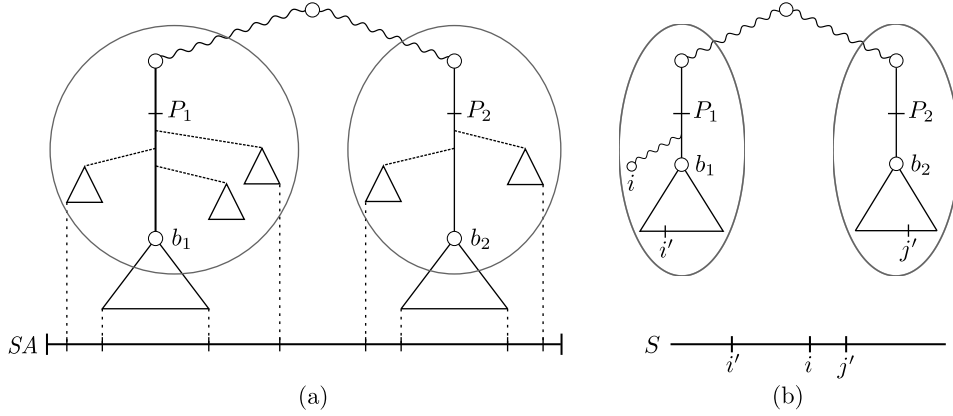 P₁ P₂ P₁ P₂
b₁ b₂
i
b₁ b₂
i′ j′
SA S
i′ i j′
(a) (b)